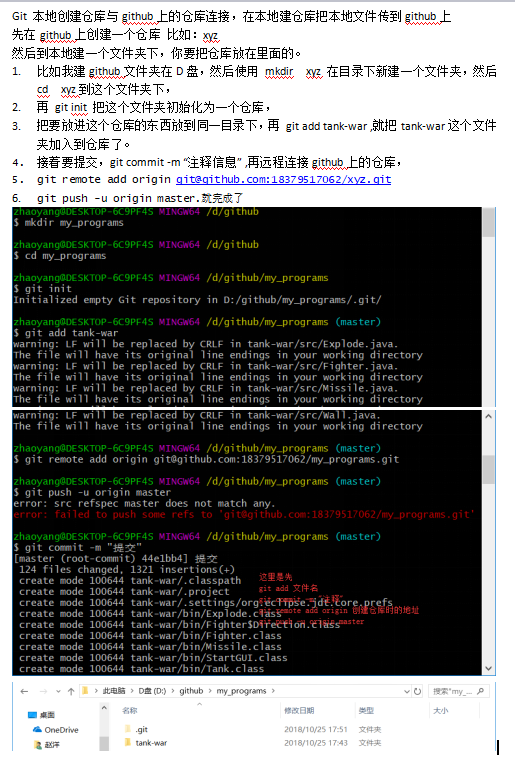 Git 本地创建仓库与 github 上的仓库连接，在本地建仓库把本地文件传到 github 上
先在 github 上创建一个仓库 比如：xyz
然后到本地建一个文件夹下，你要把仓库放在里面的。
1. 比如我建 github 文件夹在 D 盘，然后使用 mkdir xyz 在目录下新建一个文件夹，然后
cd xyz 到这个文件夹下，
2. 再 git init 把这个文件夹初始化为一个仓库，
3. 把要放进这个仓库的东西放到同一目录下，再 git add tank-war ,就把 tank-war 这个文件
夹加入到仓库了。
4. 接着要提交，git commit -m “注释信息” ,再远程连接 github 上的仓库，
5. git remote add origin git@github.com:18379517062/xyz.git
6. git push -u origin master.就完成了
zhaoyang@DESKTOP-6C9PF4S MINGW64 /d/github
$ mkdir my_programs
zhaoyang@DESKTOP-6C9PF4S MINGW64 /d/github
$ cd my_programs
zhaoyang@DESKTOP-6C9PF4S MINGW64 /d/github/my_programs
$ git init
Initialized empty Git repository in D:/github/my_programs/.git/
zhaoyang@DESKTOP-6C9PF4S MINGW64 /d/github/my_programs (master)
$ git add tank-war
warning: LF will be replaced by CRLF in tank-war/src/Explode.java.
The file will have its original line endings in your working directory
warning: LF will be replaced by CRLF in tank-war/src/Fighter.java.
The file will have its original line endings in your working directory
warning: LF will be replaced by CRLF in tank-war/src/Missile.java.
The file will have its original line endings in your working directory
warning: LF will be replaced by CRLF in tank-war/src/Wall.java.
The file will have its original line endings in your working directory
zhaoyang@DESKTOP-6C9PF4S MINGW64 /d/github/my_programs (master)
$ git remote add origin git@github.com:18379517062/my_programs.git
zhaoyang@DESKTOP-6C9PF4S MINGW64 /d/github/my_programs (master)
$ git push -u origin master
error: src refspec master does not match any.
error: failed to push some refs to 'git@github.com:18379517062/my_programs.git'
zhaoyang@DESKTOP-6C9PF4S MINGW64 /d/github/my_programs (master)
$ git commit -m "提交"
[master (root-commit) 44e1bb4] 提交
124 files changed, 1321 insertions(+)
create mode 100644 tank-war/.classpath
create mode 100644 tank-war/.project
create mode 100644 tank-war/.settings/org.eclipse.jdt.core.prefs
create mode 100644 tank-war/bin/Explode.class
create mode 100644 tank-war/bin/Fighter$Direction.class
create mode 100644 tank-war/bin/Fighter.class
create mode 100644 tank-war/bin/Missile.class
create mode 100644 tank-war/bin/StartGUI.class
create mode 100644 tank-war/bin/Tank.class
这里是先
git add 文件名
git commit -m "注释"
git remote add origin 创建仓库时的地址
git push -u origin master
此电脑 > D盘 (D:) > github > my_programs >
搜索"my_...
桌面
OneDrive
赵洋
名称 修改日期 类型 大小
.git 2018/10/25 17:51 文件夹
tank-war 2018/10/25 17:43 文件夹